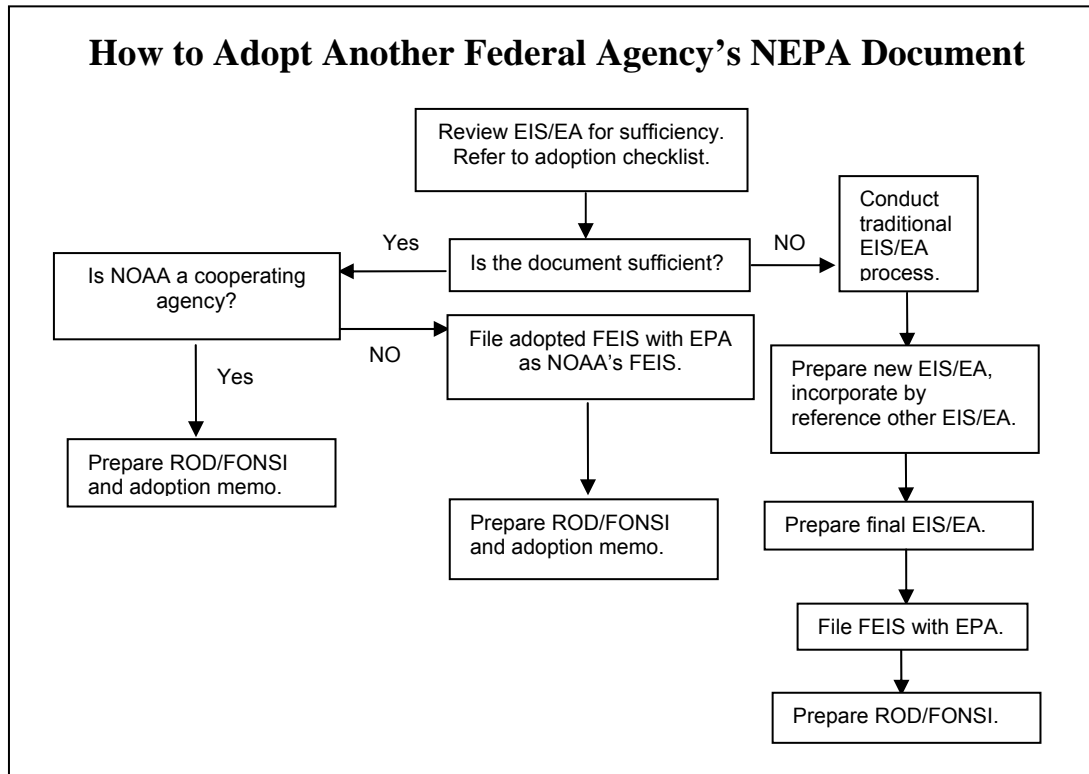 How to Adopt Another Federal Agency’s NEPA Document
Review EIS/EA for sufficiency.
Refer to adoption checklist.
Conduct
traditional
EIS/EA
process.
Yes
Is the document sufficient?
NO
Is NOAA a cooperating
agency?
NO
File adopted FEIS with EPA
as NOAA’s FEIS.
Yes
Prepare new EIS/EA,
incorporate by
reference other EIS/EA.
Prepare ROD/FONSI
and adoption memo.
Prepare ROD/FONSI
and adoption memo.
Prepare final EIS/EA.
File FEIS with EPA.
Prepare ROD/FONSI.